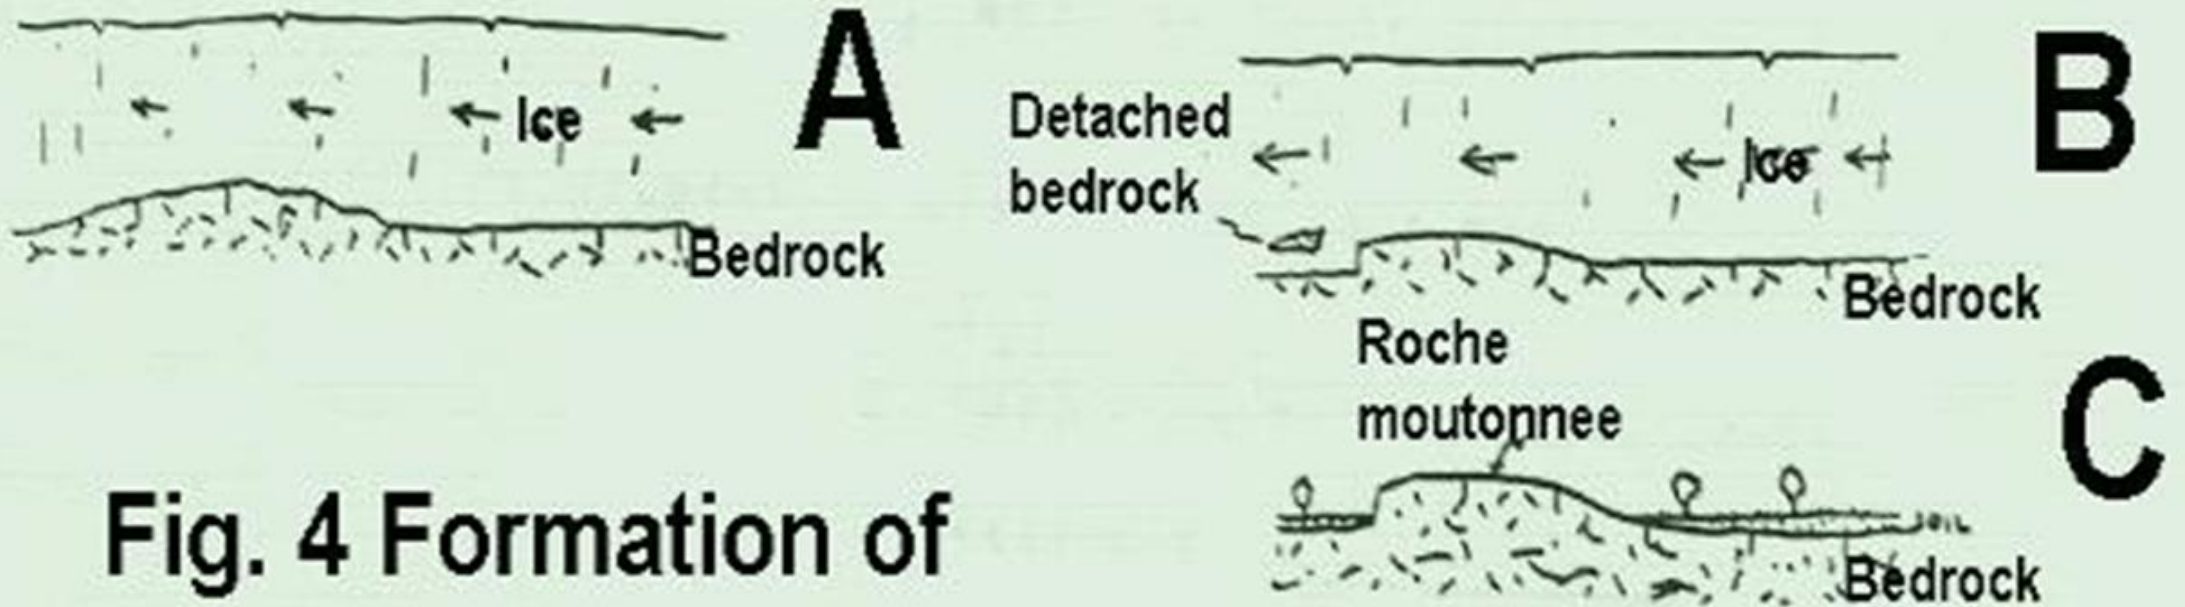 A
Ice
Bedrock
B
Detached
bedrock
Ice
Bedrock
Roche
moutonnee
C
SOIL
Bedrock
Fig. 4 Formation of